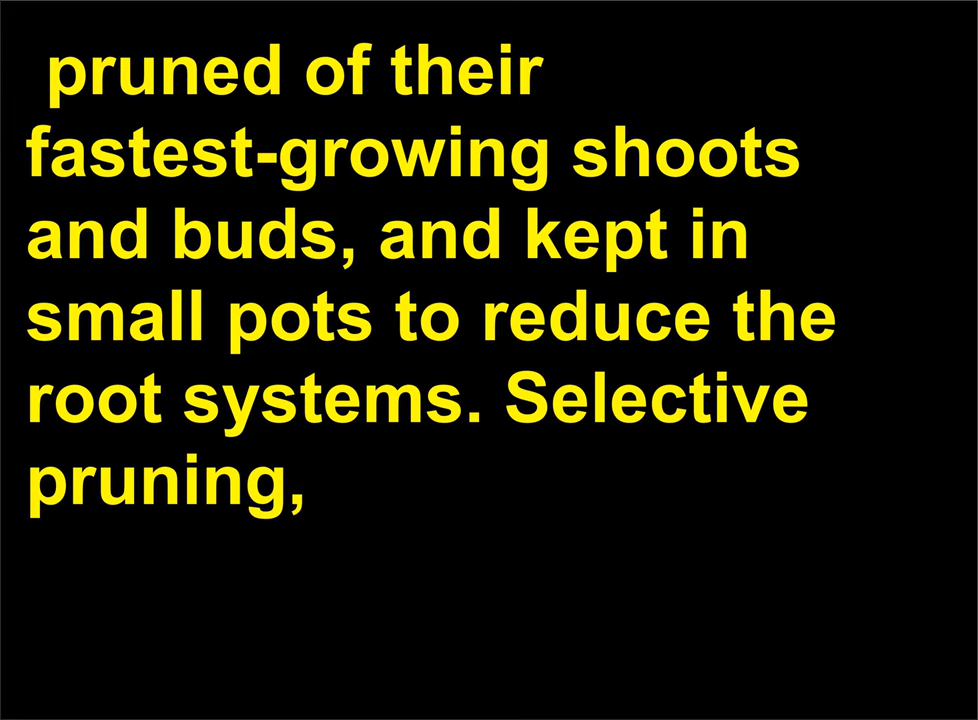 pruned of their
fastest-growing shoots
and buds, and kept in
small pots to reduce the
root systems. Selective
pruning,